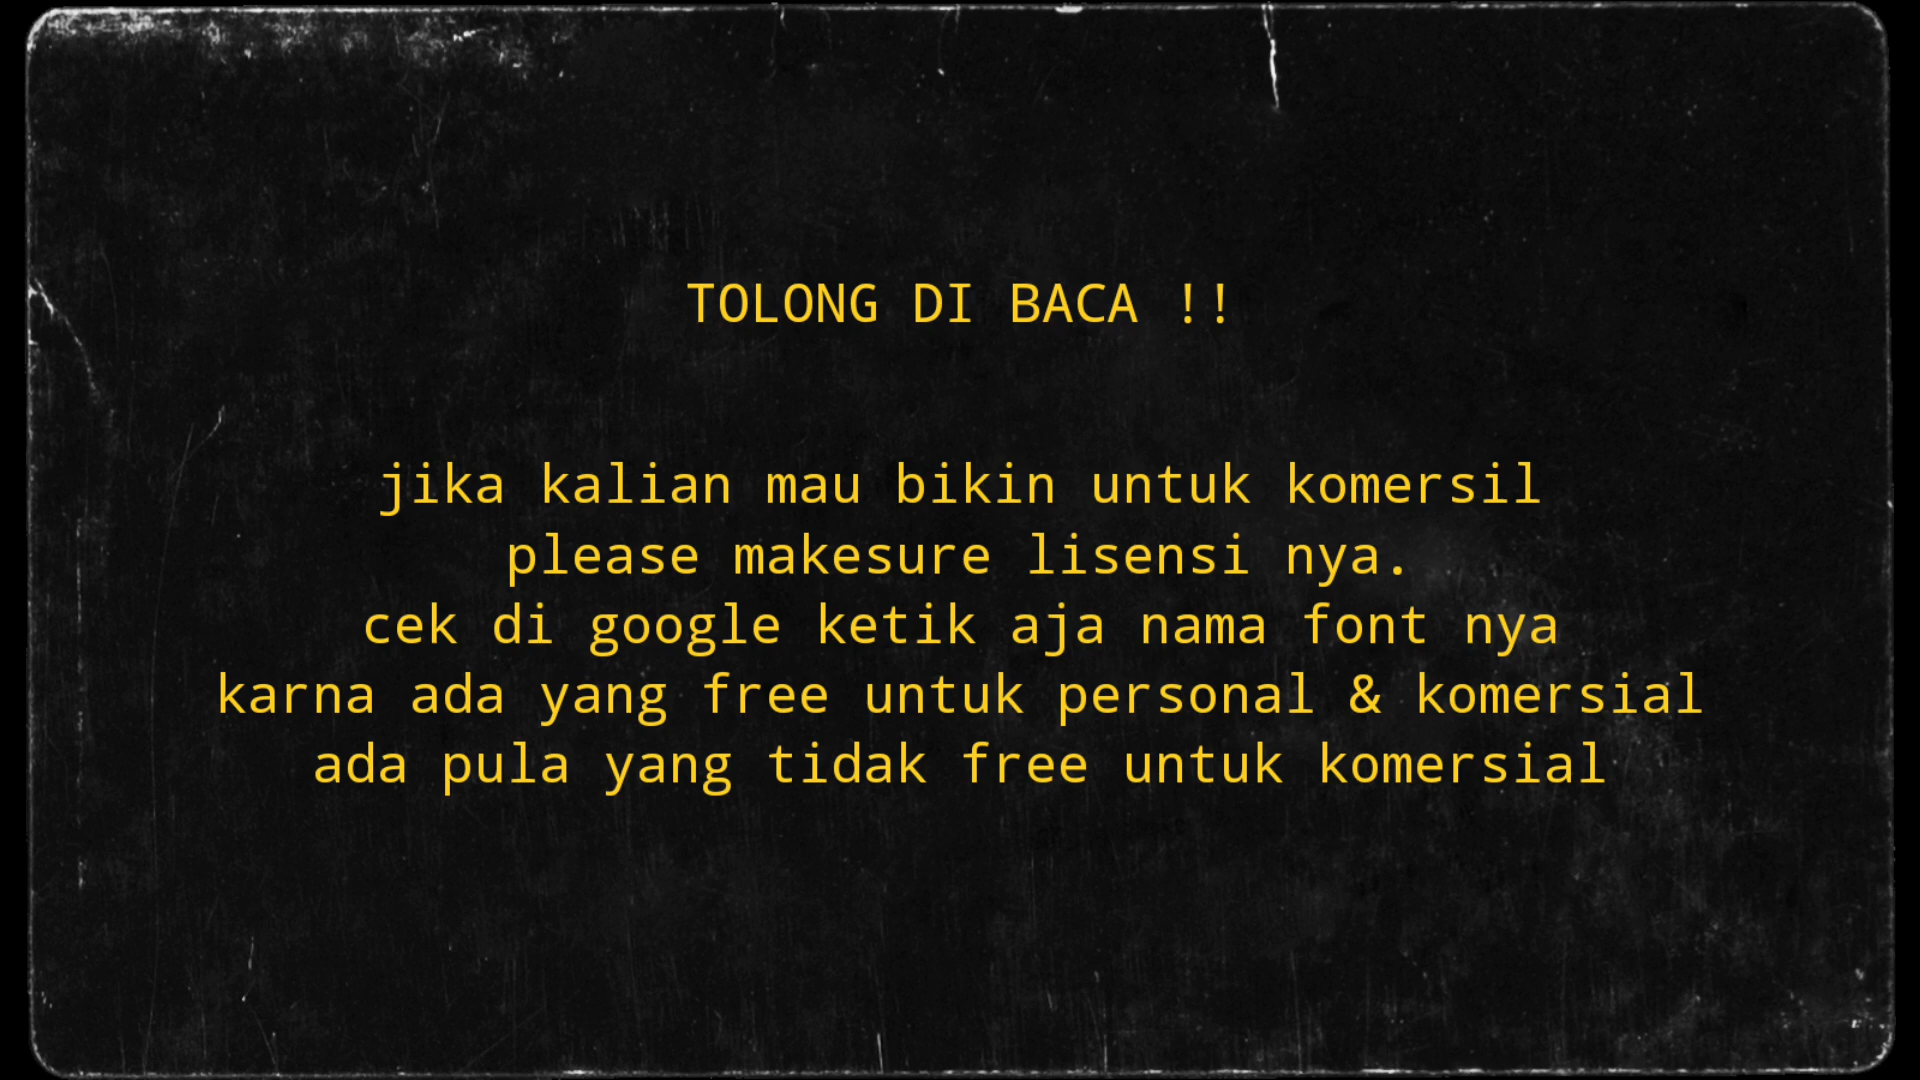 TOLONG DI BACA !!
jika kalian mau bikin untuk komersil
please makesure lisensi nya.
cek di google ketik aja nama font nya
karna ada yang free untuk personal & komersial
ada pula yang tidak free untuk komersial